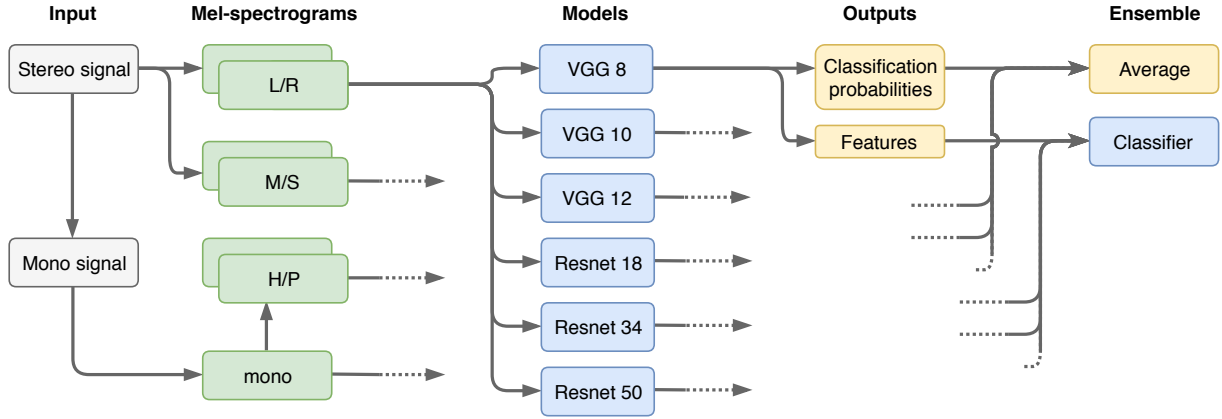 Input
Mel-spectrograms
Models
Outputs
Ensemble
Stereo signal
Mono signal
L/R
M/S
H/P
mono
VGG 8
VGG 10
VGG 12
Resnet 18
Resnet 34
Resnet 50
Classification
probabilities
Features
Average
Classifier